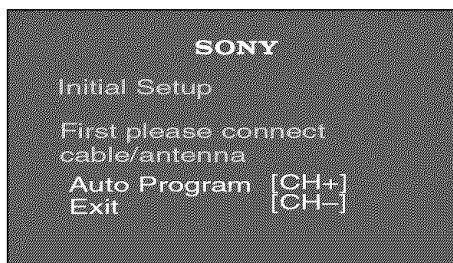 SONY
Initial Setup
First please connect
cable/antenna
Auto Program [CH+]
Exit [CH–]